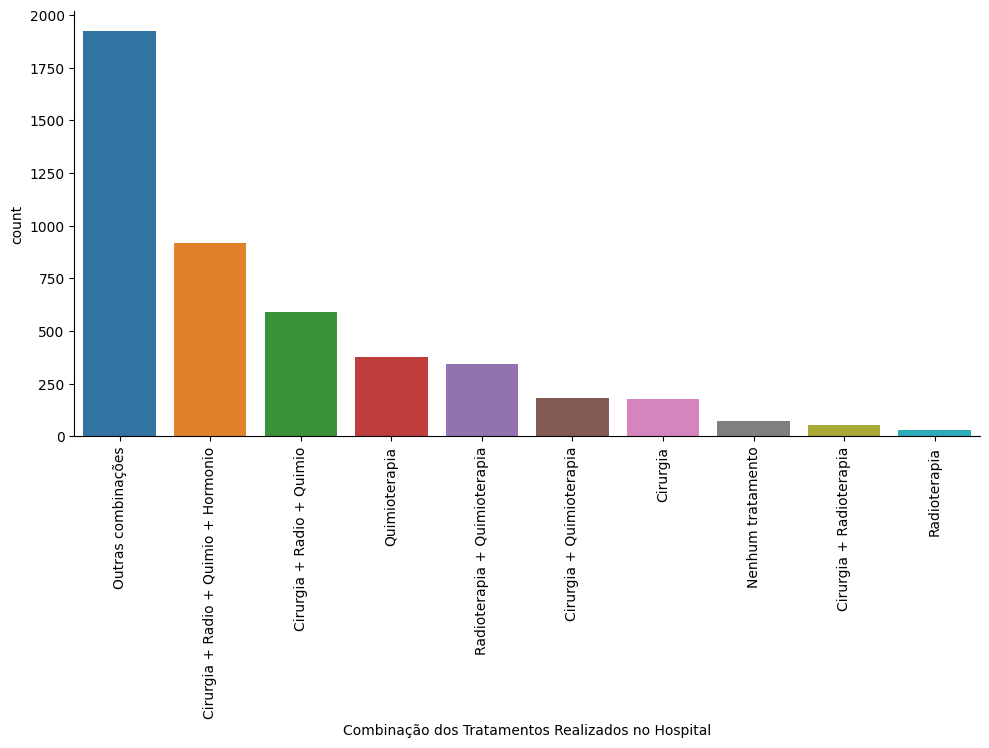 2000
1750
1500
1250
1000
750
500
250
0
count
Outras combinações
Cirurgia + Radio + Quimio + Hormonio
Cirurgia + Radio + Quimio
Quimioterapia
Radioterapia + Quimioterapia
Cirurgia + Quimioterapia
Cirurgia
Nenhum tratamento
Cirurgia + Radioterapia
Radioterapia
Combinação dos Tratamentos Realizados no Hospital